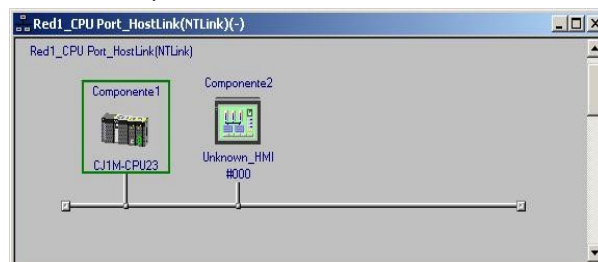 Red1_CPU Port_HostLink(NTLink)(-)
Red1_CPU Port_HostLink(NTLink)
Componente1
CJ1M-CPU23
Componente2
Unknown_HMI
#000